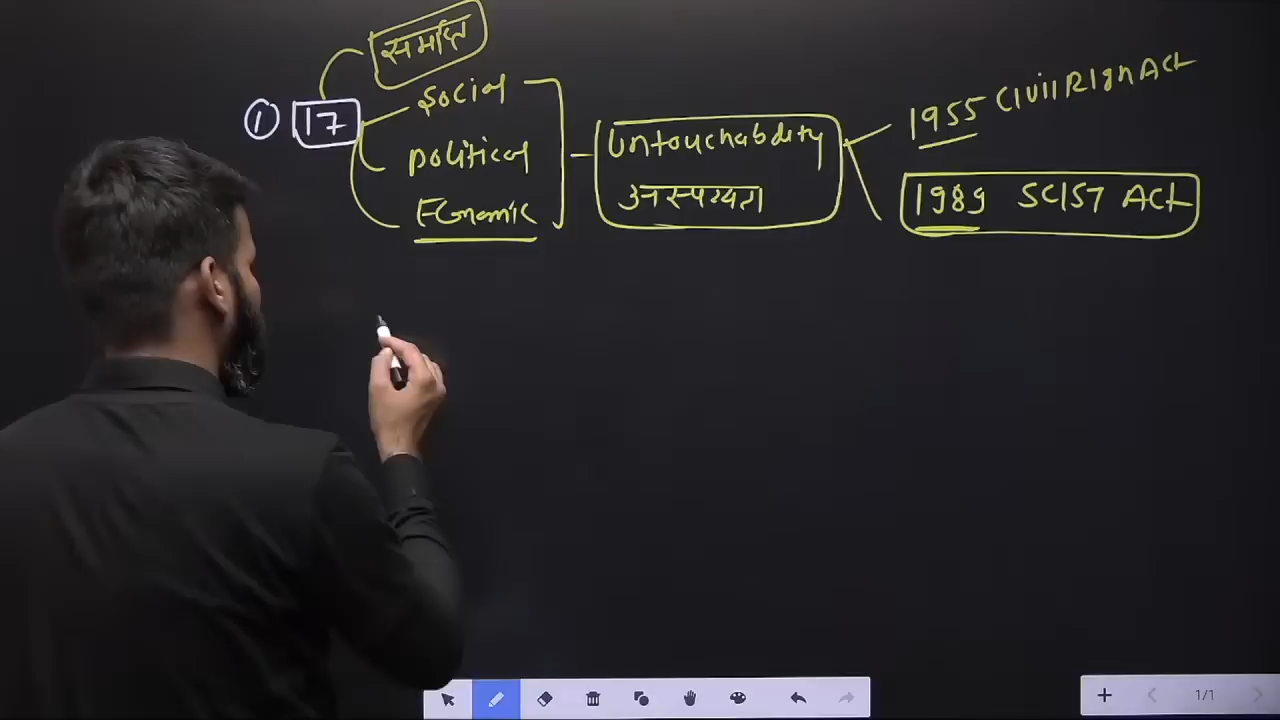 समाप्ति
① 17
Social
Political
Economic
Untouchability
अस्पृश्यता
1955 Civil Right Act
1989 SC/ST Act
1/1